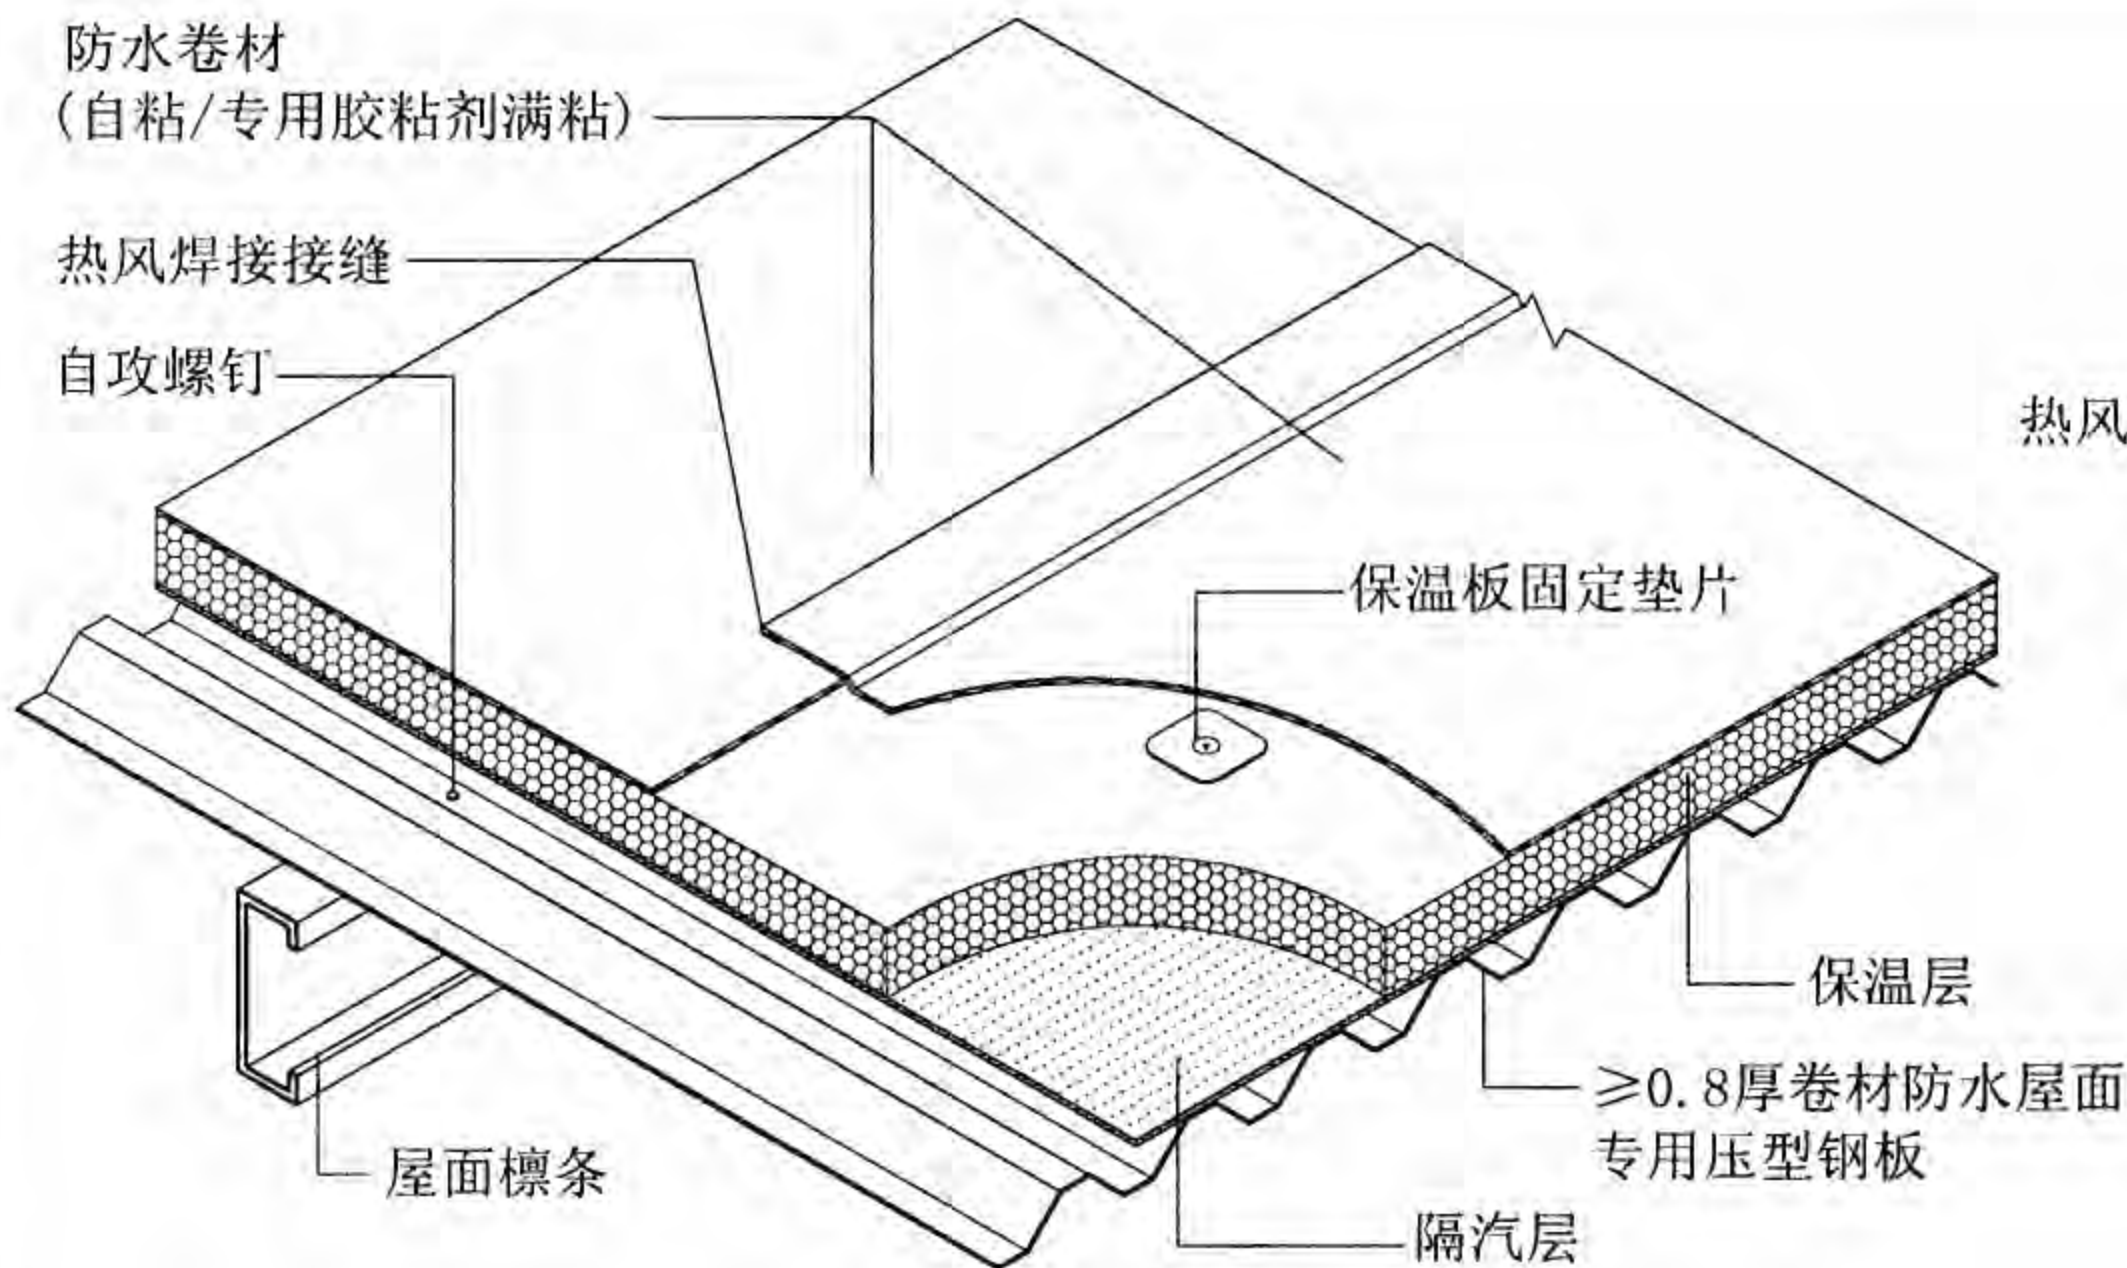 防水卷材
(自粘/专用胶粘剂满粘)
热风焊接接缝
自攻螺钉
热风
保温板固定垫片
保温层
≥0.8厚卷材防水屋面
专用压型钢板
屋面檩条
隔汽层